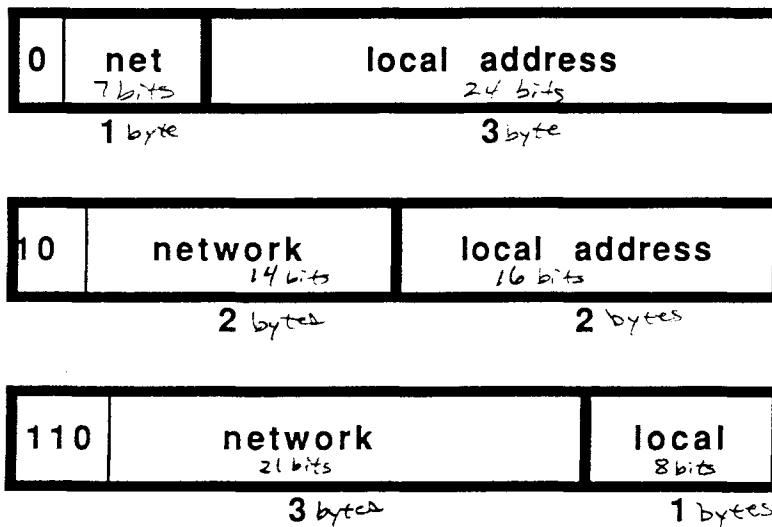 0 net local address
7 bits 24 bits
1 byte 3 byte
10 network local address
14 bits 16 bits
2 bytes 2 bytes
110 network local
21 bits 8 bits
3 bytes 1 bytes